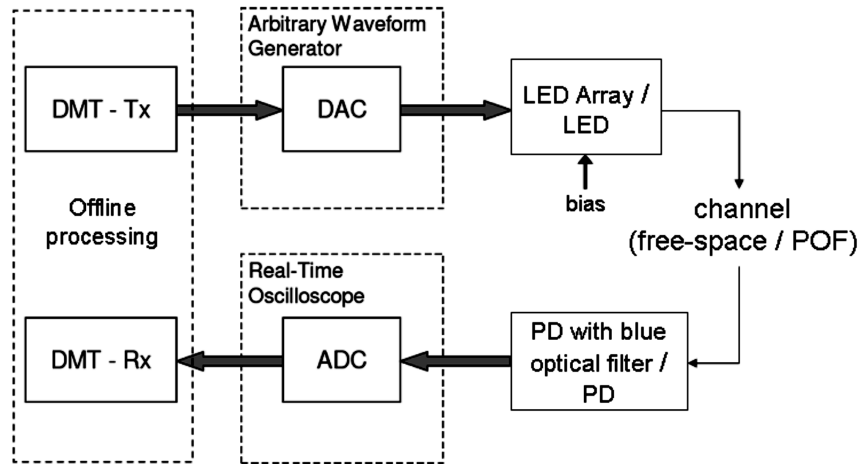 Arbitrary Waveform
Generator
DMT - Tx
DAC
LED Array /
LED
bias
Offline
processing
channel
(free-space / POF)
Real-Time
Oscilloscope
DMT - Rx
ADC
PD with blue
optical filter /
PD